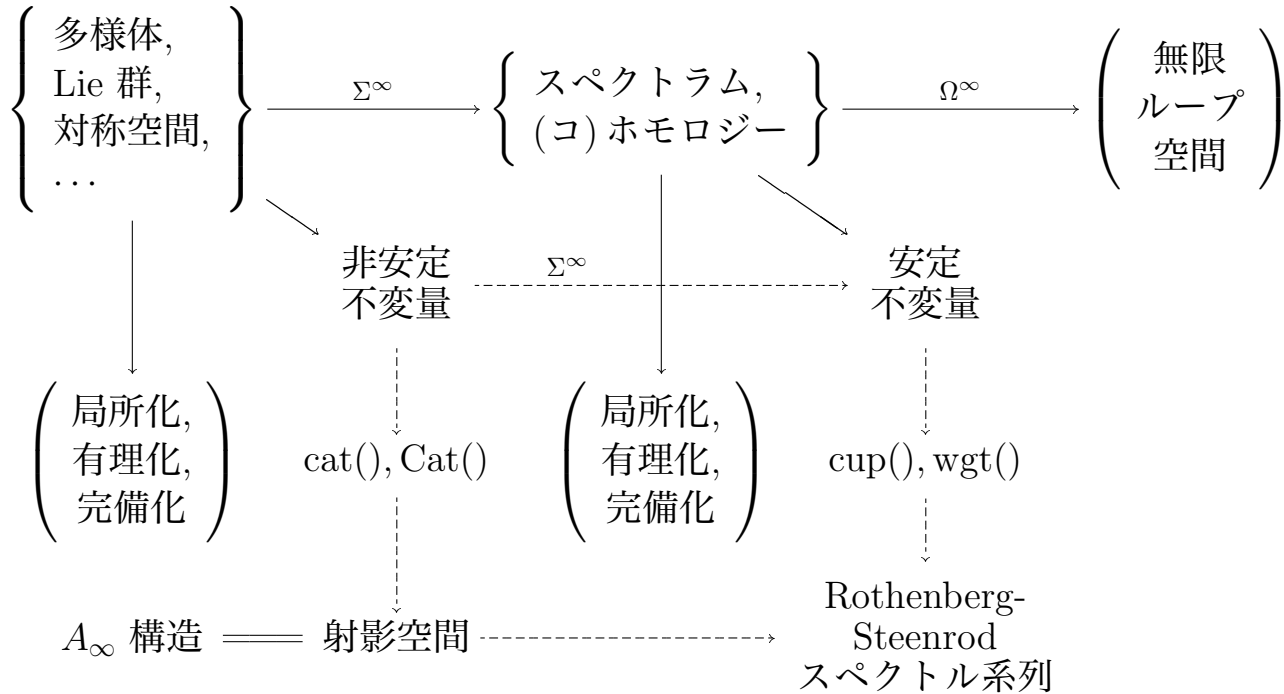 多様体,
Lie 群,
対称空間,
...
Σ^∞
スペクトラム,
(コ) ホモロジー
Ω^∞
無限
ループ
空間
非安定
不変量
Σ^∞
安定
不変量
局所化,
有理化,
完備化
cat(), Cat()
局所化,
有理化,
完備化
cup(), wgt()
A_∞ 構造
射影空間
Rothenberg-
Steenrod
スペクトル系列